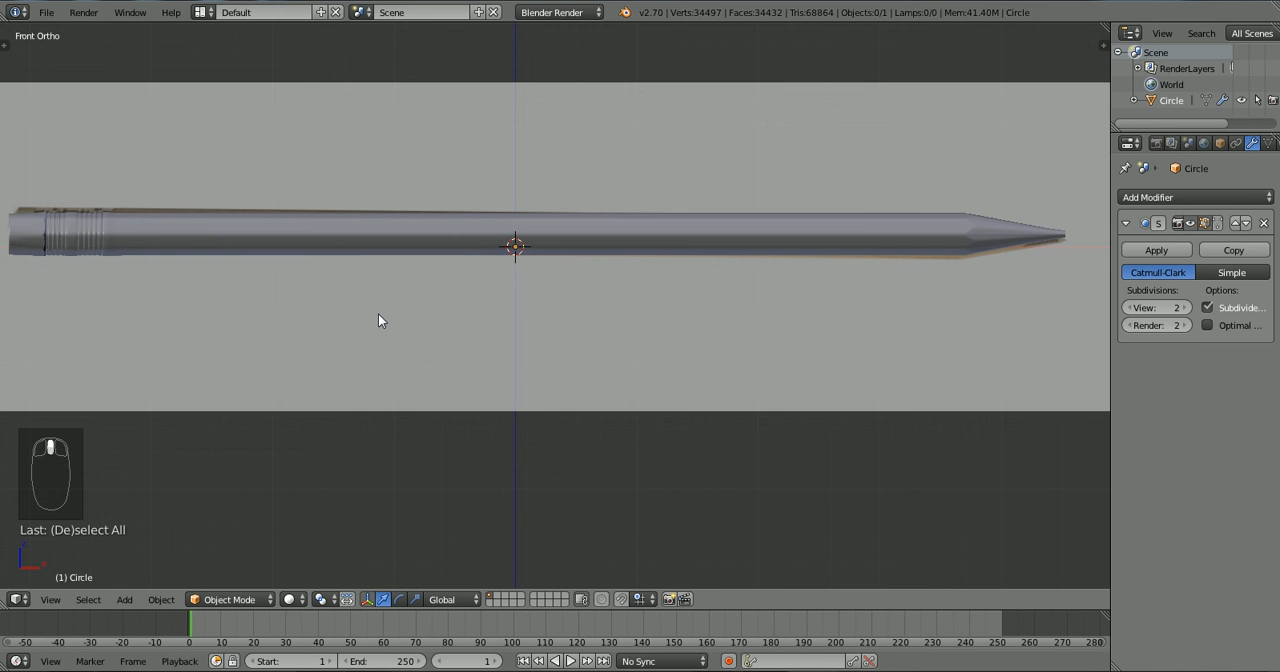 File Render Window Help Default Scene Blender Render v2.70 | Verts:34497 | Faces:34432 | Tris:68864 | Objects:0/1 | Lamps:0/0 | Mem:41.40M | Circle
Front Ortho
View Search All Scenes
Scene
RenderLayers
World
Circle
Circle
Add Modifier
S
Apply Copy
Catmull-Clark Simple
Subdivisions: Options:
View: 2 Subdivide...
Render: 2 Optimal ...
Last: (De)select All
(1) Circle
View Select Add Object Object Mode Global
-50 -40 -30 -20 -10 0 10 20 30 40 50 60 70 80 90 100 110 120 130 140 150 160 170 180 190 200 210 220 230 240 250 260 270 280
View Marker Frame Playback Start: 1 End: 250 1 No Sync